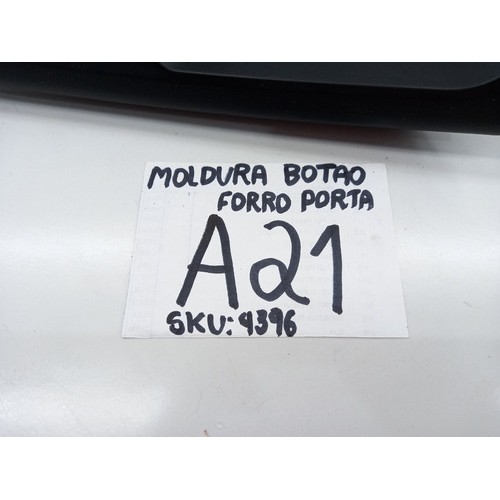 MOLDURA BOTAO
FORRO PORTA
A21
SKU: 4396